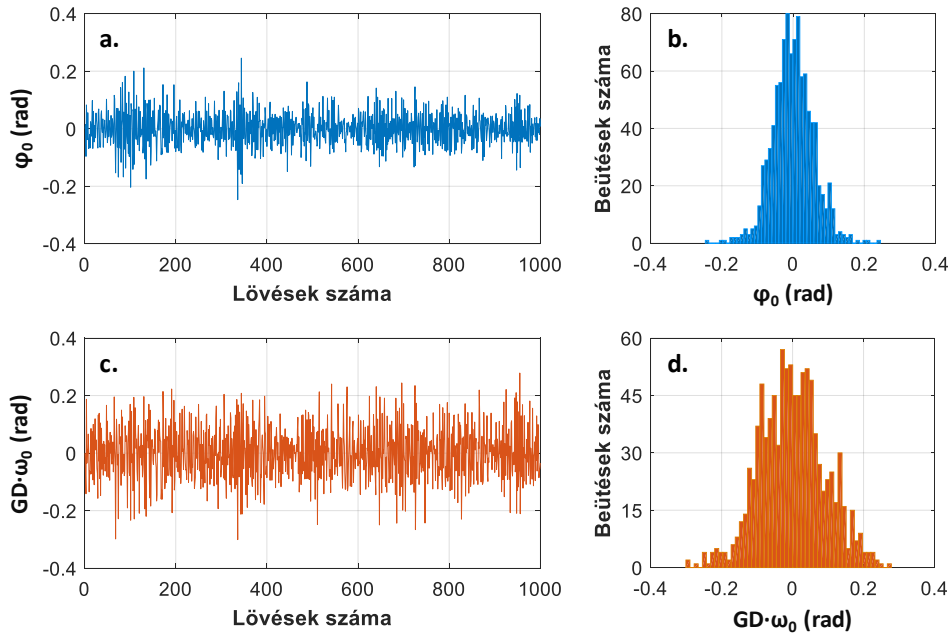 a.
0.4
0.2
0
-0.2
-0.4
φ₀ (rad)
0 200 400 600 800 1000
Lövések száma
b.
80
60
40
20
0
Beütések száma
-0.4 -0.2 0 0.2 0.4
φ₀ (rad)
c.
0.4
0.2
0
-0.2
-0.4
GD·ω₀ (rad)
0 200 400 600 800 1000
Lövések száma
d.
60
45
30
15
0
Beütések száma
-0.4 -0.2 0 0.2 0.4
GD·ω₀ (rad)